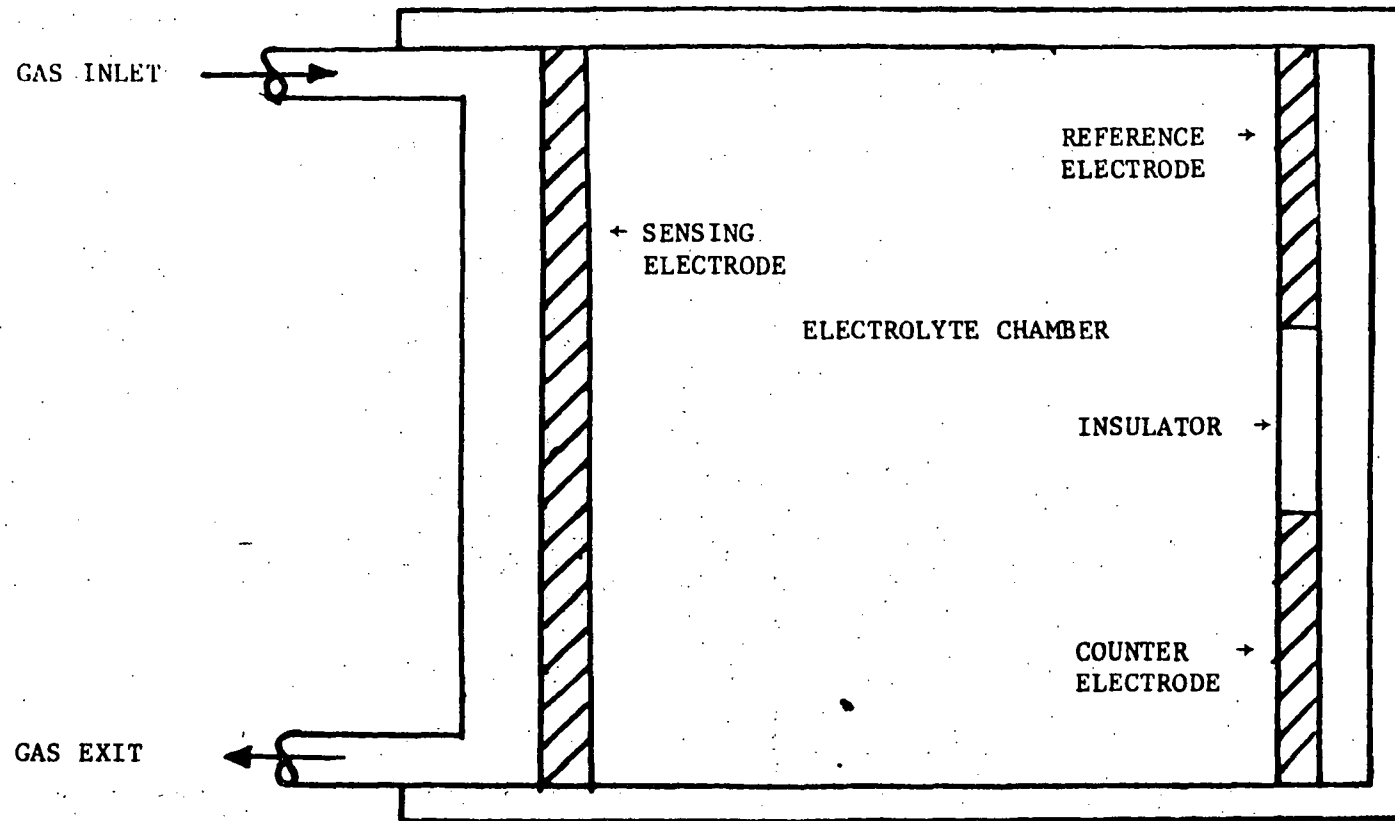 GAS INLET
REFERENCE
ELECTRODE
SENSING
ELECTRODE
ELECTROLYTE CHAMBER
INSULATOR
COUNTER
ELECTRODE
GAS EXIT